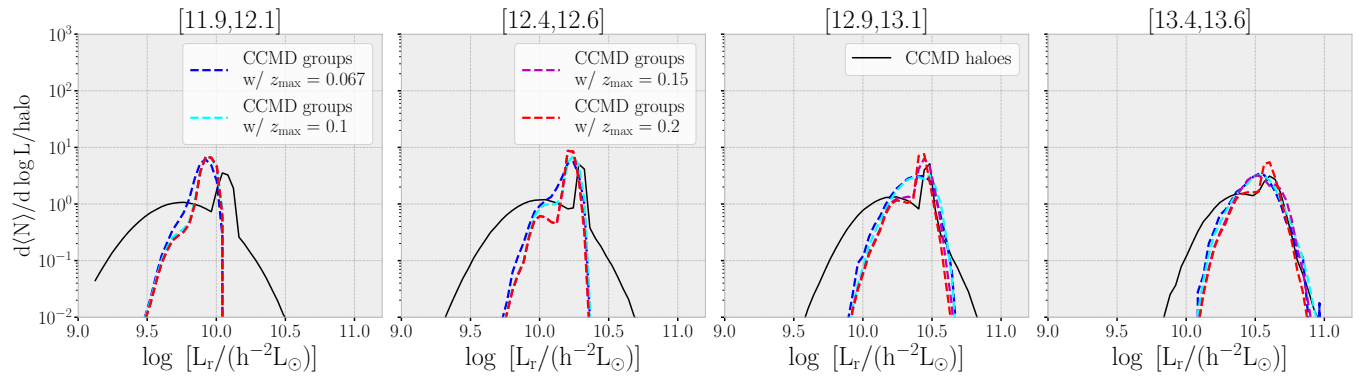 [11.9,12.1]
[12.4,12.6]
[12.9,13.1]
[13.4,13.6]
d⟨N⟩/d log L/halo
10³
10²
10¹
10⁰
10⁻¹
10⁻²
CCMD groups
w/ z_max = 0.067
CCMD groups
w/ z_max = 0.1
CCMD groups
w/ z_max = 0.15
CCMD groups
w/ z_max = 0.2
CCMD haloes
9.0 9.5 10.0 10.5 11.0
9.0 9.5 10.0 10.5 11.0
9.0 9.5 10.0 10.5 11.0
9.0 9.5 10.0 10.5 11.0
log [L_r/(h⁻²L_⊙)]
log [L_r/(h⁻²L_⊙)]
log [L_r/(h⁻²L_⊙)]
log [L_r/(h⁻²L_⊙)]